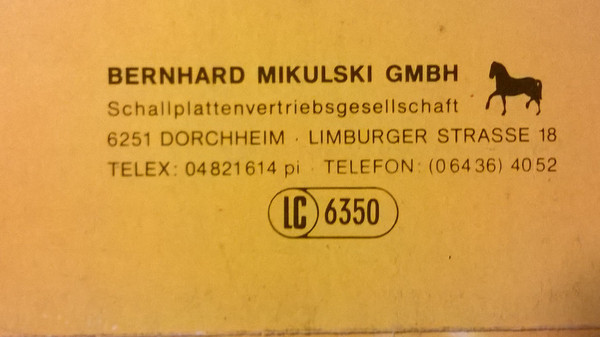 BERNHARD MIKULSKI GMBH
Schallplattenvertriebsgesellschaft
6251 DORCHHEIM · LIMBURGER STRASSE 18
TELEX: 04821614 pi · TELEFON: (06436) 4052
LC 6350